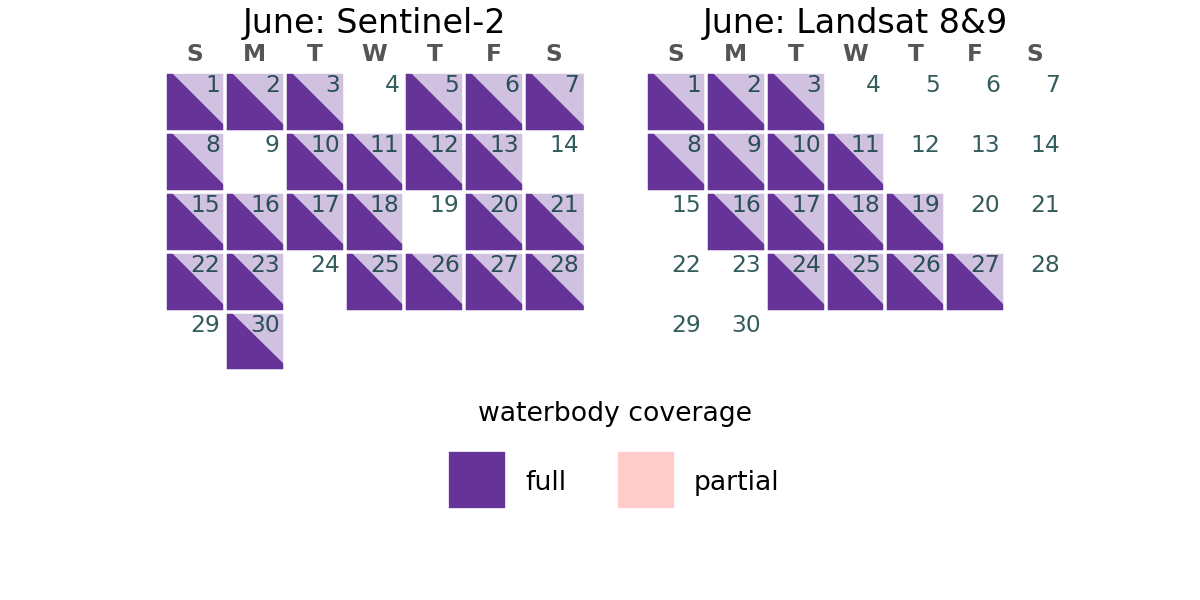 June: Sentinel-2
S M T W T F S
1 2 3 4 5 6 7
8 9 10 11 12 13 14
15 16 17 18 19 20 21
22 23 24 25 26 27 28
29 30
June: Landsat 8&9
S M T W T F S
1 2 3 4 5 6 7
8 9 10 11 12 13 14
15 16 17 18 19 20 21
22 23 24 25 26 27 28
29 30
waterbody coverage
full partial